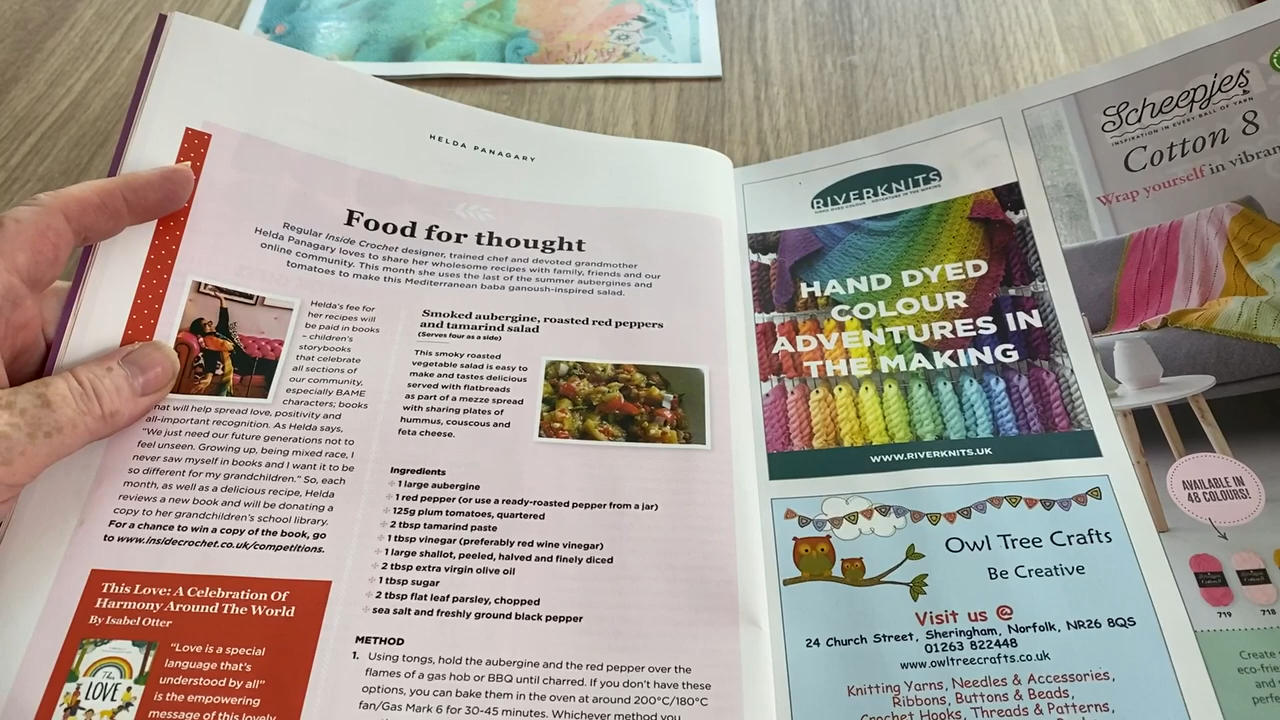 HELDA PANAGARY
Food for thought
Regular Inside Crochet designer, trained chef and devoted grandmother
Helda Panagary loves to share her wholesome recipes with family, friends and our
online community. This month she uses the last of the summer aubergines and
tomatoes to make this Mediterranean baba ganoush-inspired salad.
Helda's fee for
her recipes will
be paid in books
– children's
storybooks
that celebrate
all sections of
our community,
especially BAME
characters; books
that will help spread love, positivity and
all-important recognition. As Helda says,
"We just need our future generations not to
feel unseen. Growing up, being mixed race, I
never saw myself in books and I want it to be
so different for my grandchildren." So, each
month, as well as a delicious recipe, Helda
reviews a new book and will be donating a
copy to her grandchildren's school library.
For a chance to win a copy of the book, go
to www.insidecrochet.co.uk/competitions.
This Love: A Celebration Of
Harmony Around The World
By Isabel Otter
This
LOVE
"Love is a special
language that's
understood by all"
is the empowering
message of this lovely
Smoked aubergine, roasted red peppers
and tamarind salad
(Serves four as a side)
This smoky roasted
vegetable salad is easy to
make and tastes delicious
served with flatbreads
as part of a mezze spread
with sharing plates of
hummus, couscous and
feta cheese.
Ingredients
1 large aubergine
1 red pepper (or use a ready-roasted pepper from a jar)
125g plum tomatoes, quartered
2 tbsp tamarind paste
1 tbsp vinegar (preferably red wine vinegar)
1 large shallot, peeled, halved and finely diced
2 tbsp extra virgin olive oil
1 tbsp sugar
2 tbsp flat leaf parsley, chopped
sea salt and freshly ground black pepper
METHOD
1. Using tongs, hold the aubergine and the red pepper over the
flames of a gas hob or BBQ until charred. If you don't have these
options, you can bake them in the oven at around 200°C/180°C
fan/Gas Mark 6 for 30-45 minutes. Whichever method you
RIVERKNITS
HAND DYED COLOUR ADVENTURES IN THE MAKING
HAND DYED
COLOUR
ADVENTURES IN
THE MAKING
WWW.RIVERKNITS.UK
Owl Tree Crafts
Be Creative
Visit us @
24 Church Street, Sheringham, Norfolk, NR26 8QS
01263 822448
www.owltreecrafts.co.uk
Knitting Yarns, Needles & Accessories,
Ribbons, Buttons & Beads,
Crochet Hooks, Threads & Patterns,
Scheepjes
INSPIRATION IN EVERY BALL OF YARN
Cotton 8
Wrap yourself in vibran
AVAILABLE IN
48 COLOURS!
719 718
Create
eco-frie
and
perfe